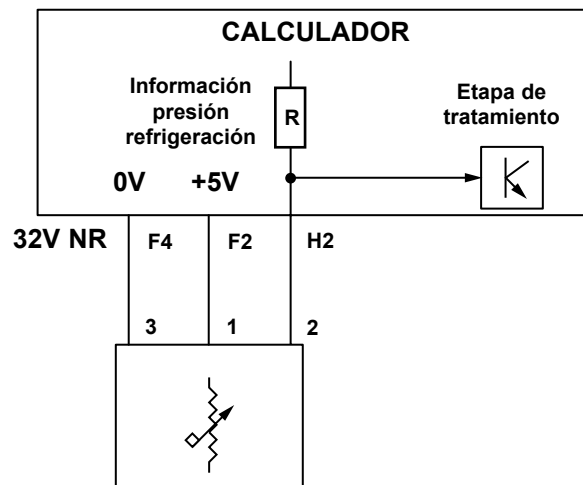 CALCULADOR
Información
presión
refrigeración
R
Etapa de
tratamiento
0V +5V
32V NR F4 F2 H2
3 1 2